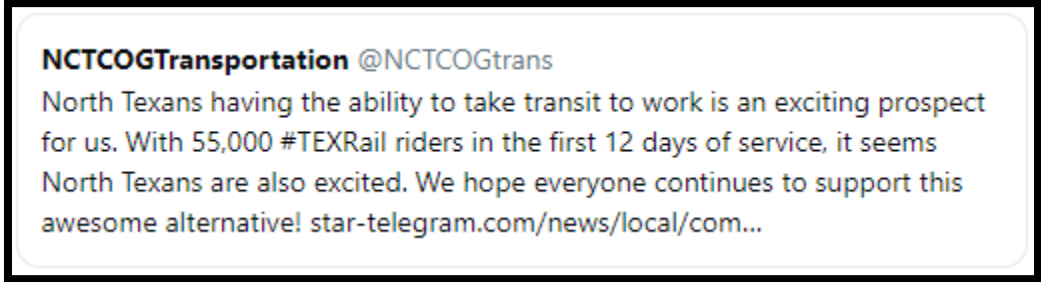 NCTCOGTransportation @NCTCOGtrans
North Texans having the ability to take transit to work is an exciting prospect
for us. With 55,000 #TEXRail riders in the first 12 days of service, it seems
North Texans are also excited. We hope everyone continues to support this
awesome alternative! star-telegram.com/news/local/com...